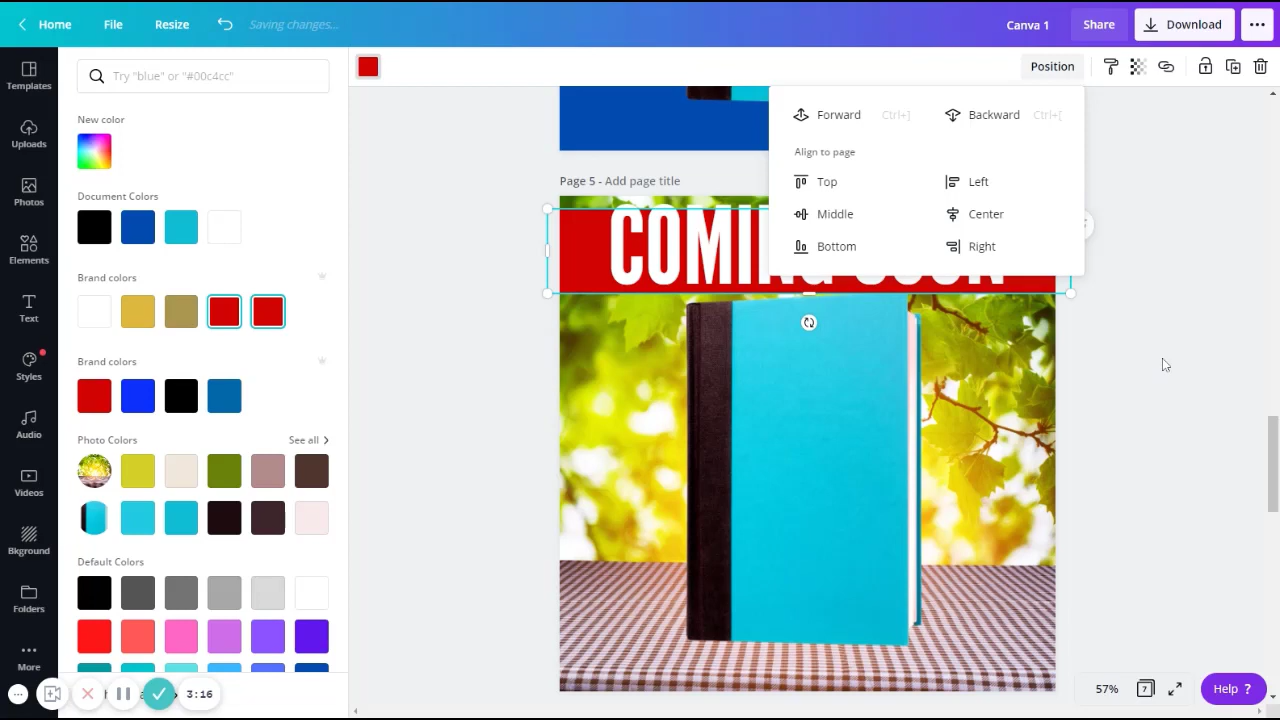 Home File Resize Saving changes... Canva 1 Share Download
Templates
Uploads
Photos
Elements
Text
Styles
Audio
Videos
Bkground
Folders
More
Try "blue" or "#00c4cc"
New color
Document Colors
Brand colors
Brand colors
Photo Colors See all
Default Colors
3:16
Position
Forward Ctrl+] Backward Ctrl+[
Align to page
Top Left
Middle Center
Bottom Right
Page 5 - Add page title
COMING SOON
57% 7 Help ?